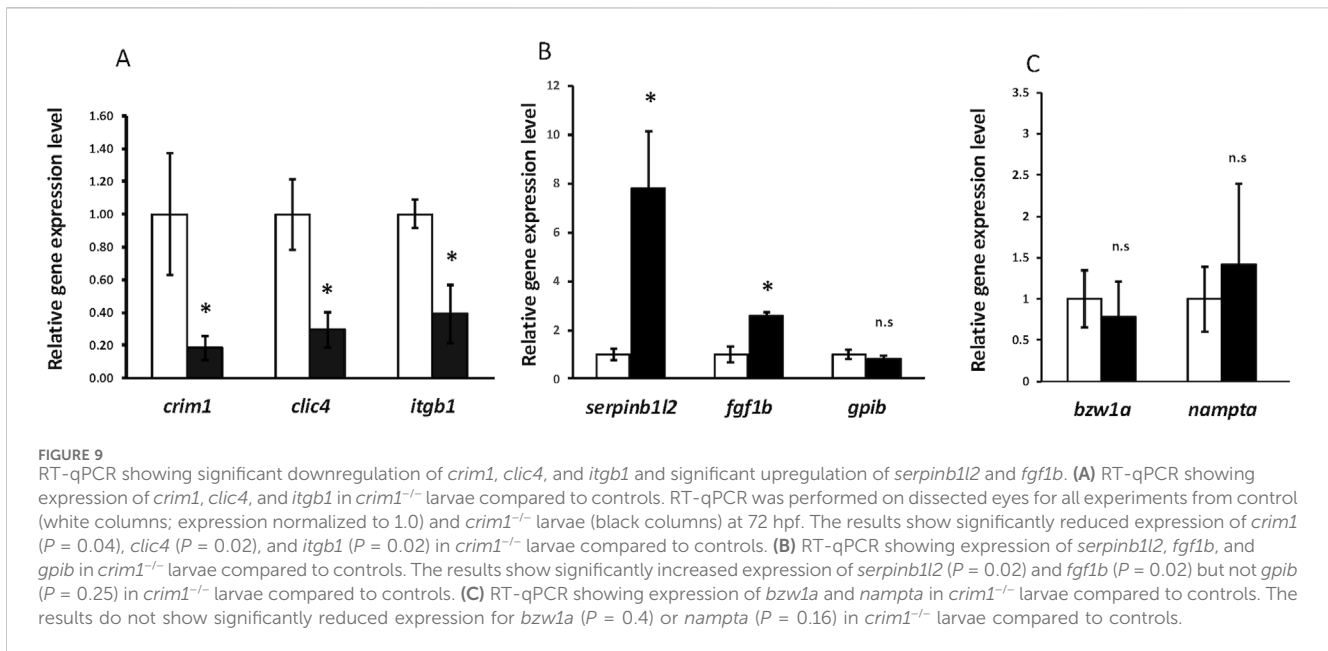 A
Relative gene expression level
1.60
1.40
1.20
1.00
0.80
0.60
0.40
0.20
0.00
*
*
*
crim1 clic4 itgb1
B
Relative gene expression level
12
10
8
6
4
2
0
*
*
n.s
serpinb1l2 fgf1b gpib
C
Relative gene expression level
3.5
3
2.5
2
1.5
1
0.5
0
n.s
n.s
bzw1a nampta
FIGURE 9
RT-qPCR showing significant downregulation of crim1, clic4, and itgb1 and significant upregulation of serpinb1l2 and fgf1b. (A) RT-qPCR showing
expression of crim1, clic4, and itgb1 in crim1⁻/⁻ larvae compared to controls. RT-qPCR was performed on dissected eyes for all experiments from control
(white columns; expression normalized to 1.0) and crim1⁻/⁻ larvae (black columns) at 72 hpf. The results show significantly reduced expression of crim1
(P = 0.04), clic4 (P = 0.02), and itgb1 (P = 0.02) in crim1⁻/⁻ larvae compared to controls. (B) RT-qPCR showing expression of serpinb1l2, fgf1b, and
gpib in crim1⁻/⁻ larvae compared to controls. The results show significantly increased expression of serpinb1l2 (P = 0.02) and fgf1b (P = 0.02) but not gpib
(P = 0.25) in crim1⁻/⁻ larvae compared to controls. (C) RT-qPCR showing expression of bzw1a and nampta in crim1⁻/⁻ larvae compared to controls. The
results do not show significantly reduced expression for bzw1a (P = 0.4) or nampta (P = 0.16) in crim1⁻/⁻ larvae compared to controls.